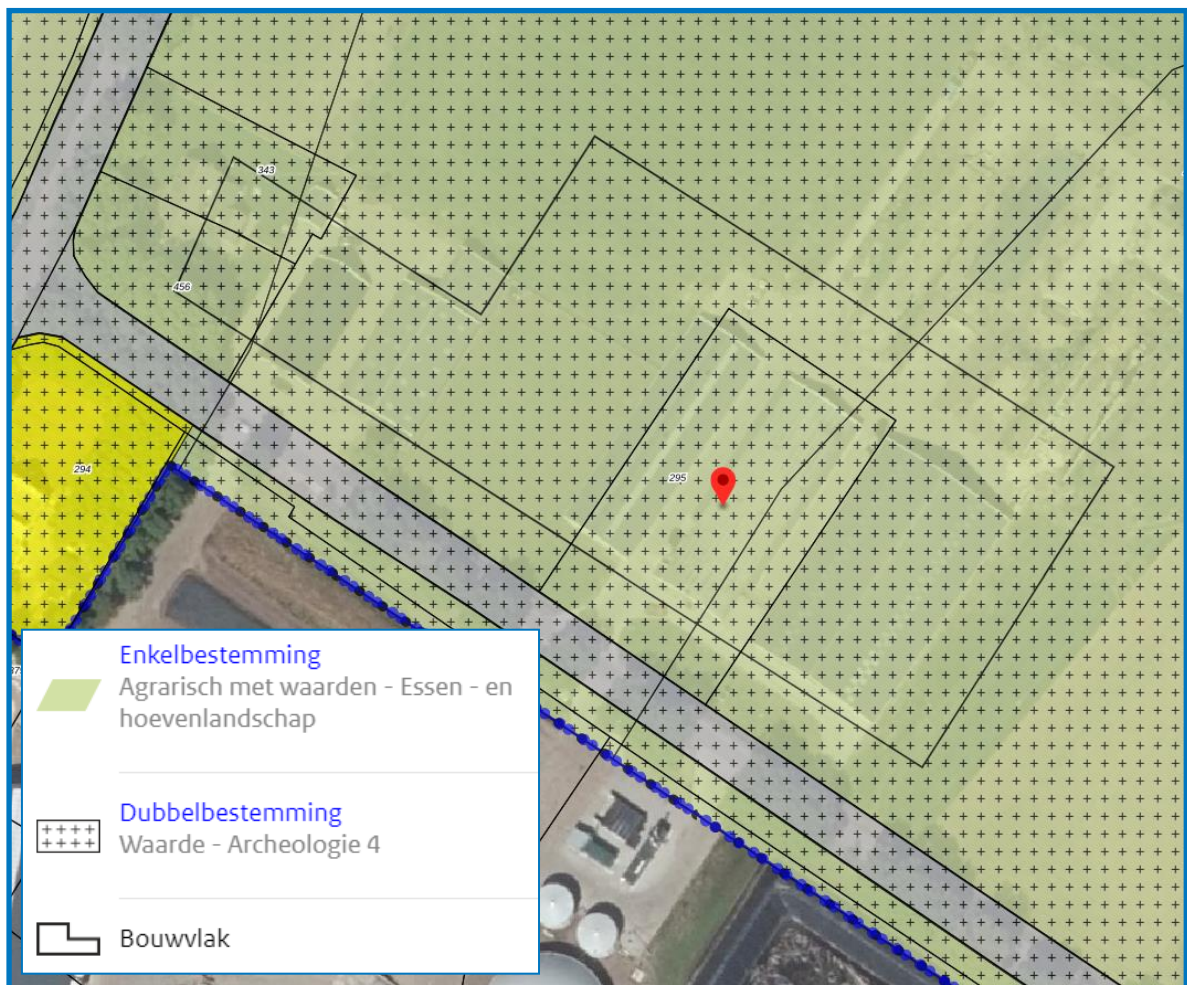 343
456
294
295
Enkelbestemming
Agrarisch met waarden - Essen - en
hoevenlandschap
Dubbelbestemming
Waarde - Archeologie 4
Bouwvlak